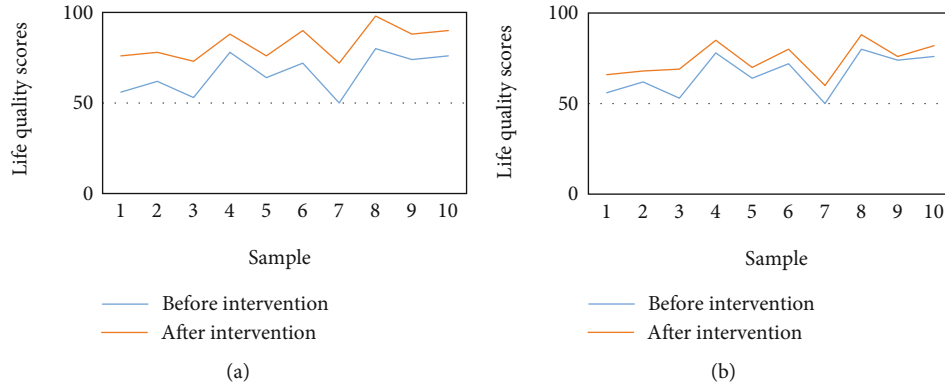 100
50
0
Life quality scores
1 2 3 4 5 6 7 8 9 10
Sample
Before intervention
After intervention
(a)
100
50
0
Life quality scores
1 2 3 4 5 6 7 8 9 10
Sample
Before intervention
After intervention
(b)